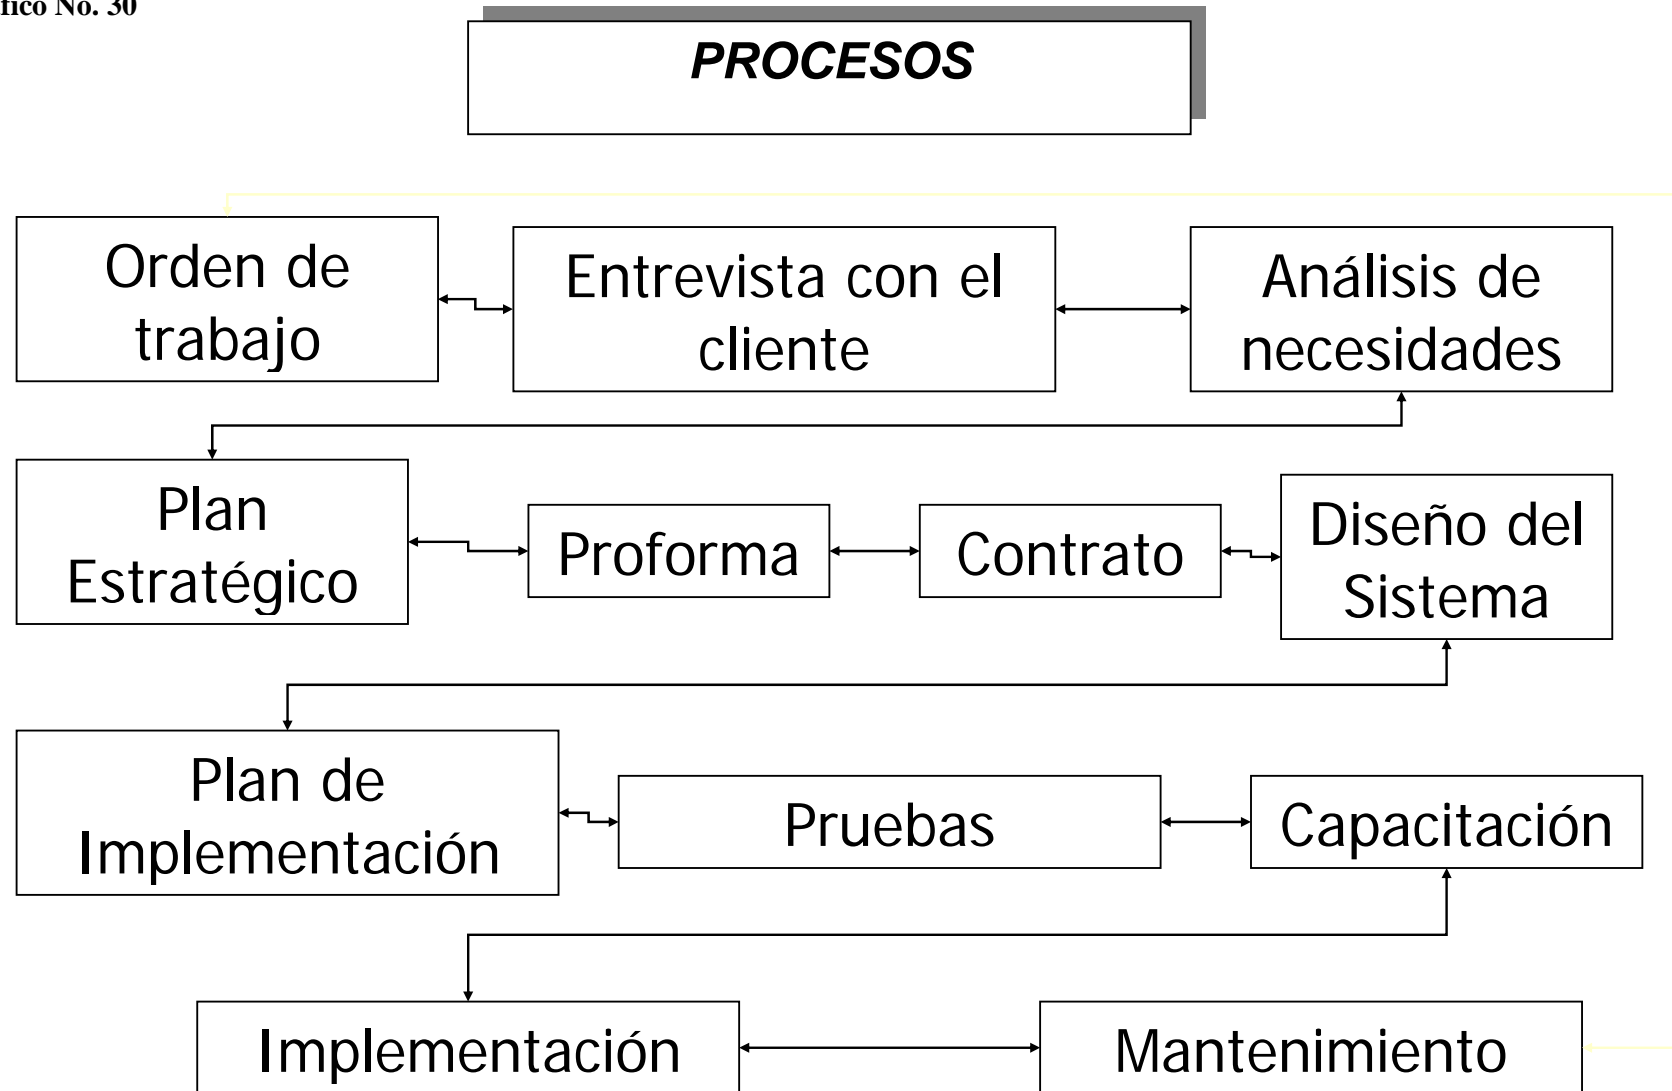 fico No. 30
PROCESOS
Orden de
trabajo
Entrevista con el
cliente
Análisis de
necesidades
Plan
Estratégico
Proforma
Contrato
Diseño del
Sistema
Plan de
Implementación
Pruebas
Capacitación
Implementación
Mantenimiento